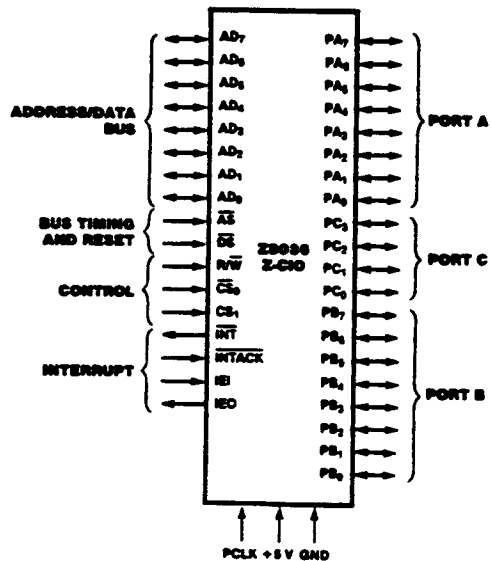 ADDRESS/DATA
BUS
BUS TIMING
AND RESET
CONTROL
INTERRUPT
AD7
AD6
AD5
AD4
AD3
AD2
AD1
AD0
AS
DS
R/W
CS0
CS1
INT
INTACK
IEI
IEO
Z8036
Z-CIO
PA7
PA6
PA5
PA4
PA3
PA2
PA1
PA0
PC3
PC2
PC1
PC0
PB7
PB6
PB5
PB4
PB3
PB2
PB1
PB0
PORT A
PORT C
PORT B
PCLK +5 V GND